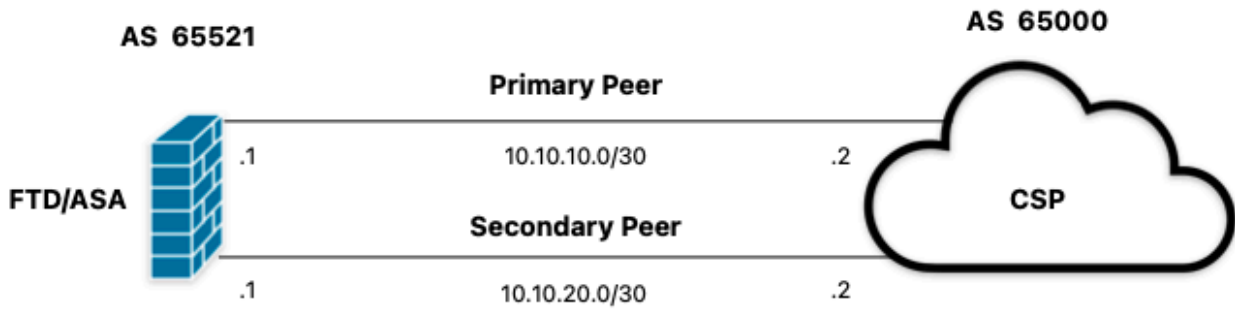 AS 65521
AS 65000
Primary Peer
.1
10.10.10.0/30
.2
FTD/ASA
CSP
Secondary Peer
.1
10.10.20.0/30
.2